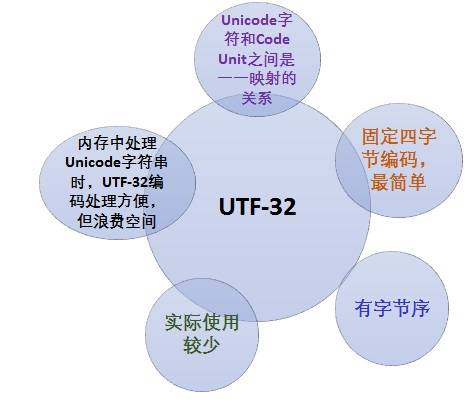 Unicode字
符和Code
Unit之间是
一一映射的
关系
固定四字
节编码，
最简单
内存中处理
Unicode字符串
时，UTF-32编
码处理方便，
但浪费空间
UTF-32
有字节序
实际使用
较少